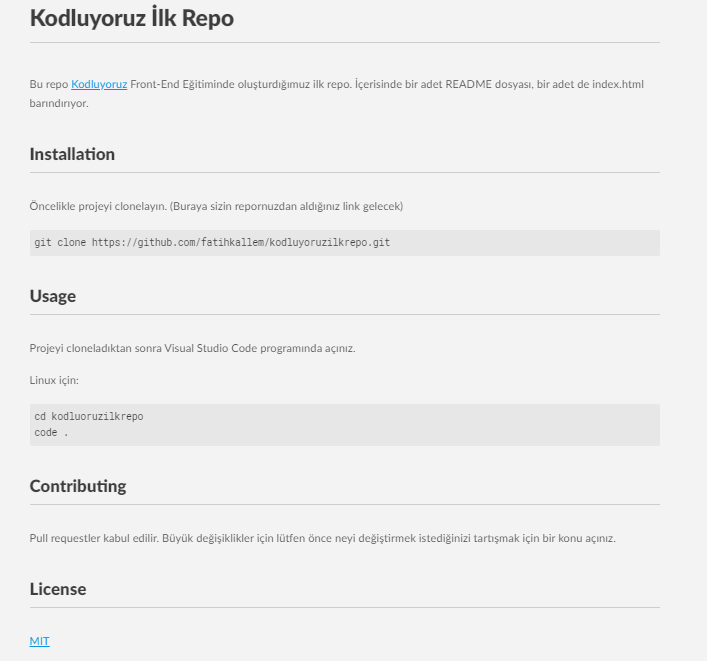 Kodluyoruz İlk Repo
Bu repo Kodluyoruz Front-End Eğitiminde oluşturdığımuz ilk repo. İçerisinde bir adet README dosyası, bir adet de index.html
barındırıyor.
Installation
Öncelikle projeyi clonelayın. (Buraya sizin repornuzdan aldığınız link gelecek)
git clone https://github.com/fatihkallem/kodluyoruzilkrepo.git
Usage
Projeyi cloneladıktan sonra Visual Studio Code programında açınız.
Linux için:
cd kodluoruzilkrepo
code .
Contributing
Pull requestler kabul edilir. Büyük değişiklikler için lütfen önce neyi değiştirmek istediğinizi tartışmak için bir konu açınız.
License
MIT